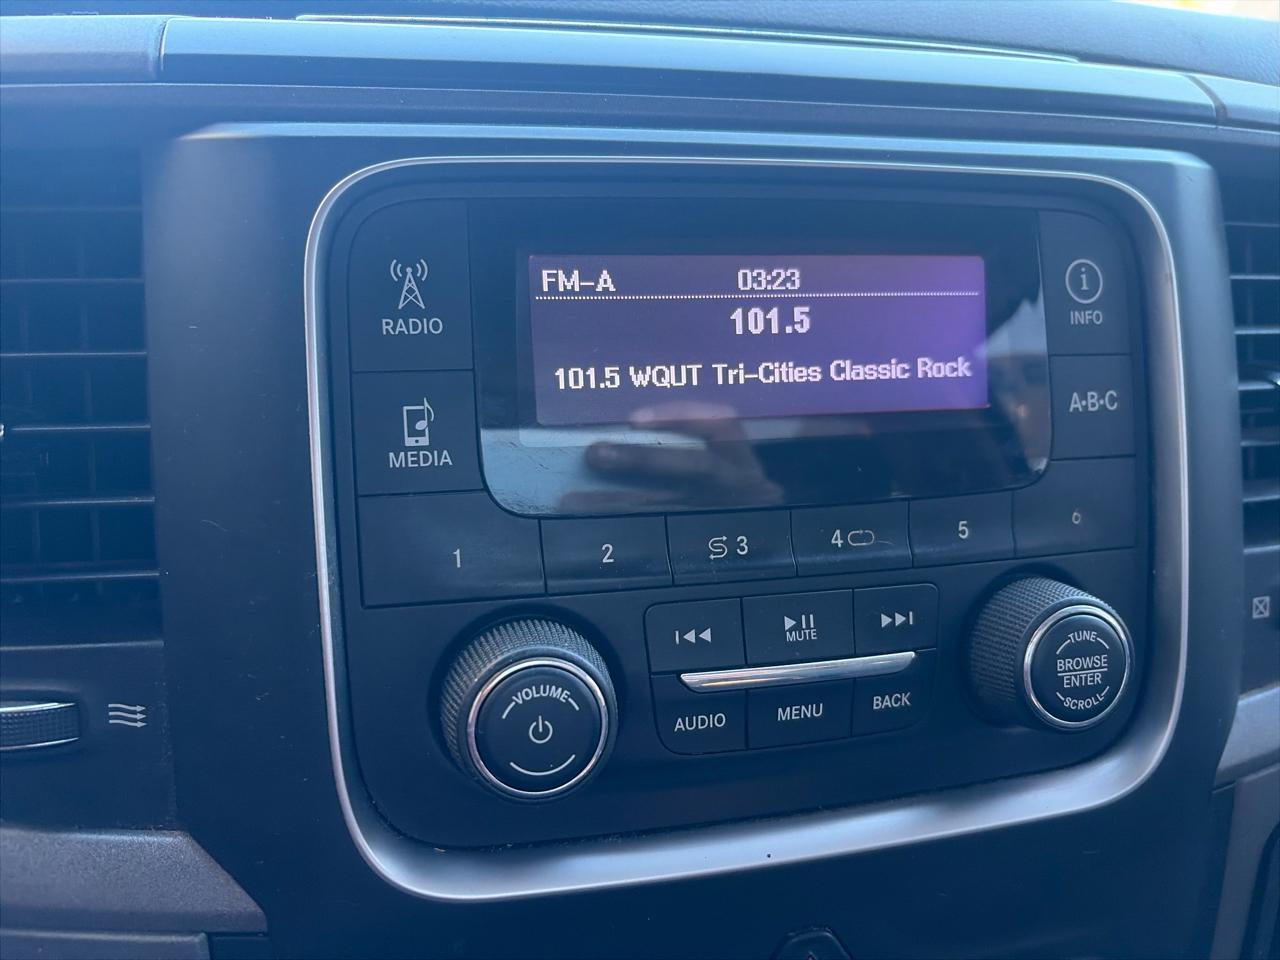 FM-A 03:23
101.5
101.5 WQUT Tri-Cities Classic Rock
RADIO
MEDIA
INFO
A•B•C
1 2 3 4 5 6
VOLUME
MUTE
AUDIO MENU BACK
TUNE
BROWSE
ENTER
SCROLL